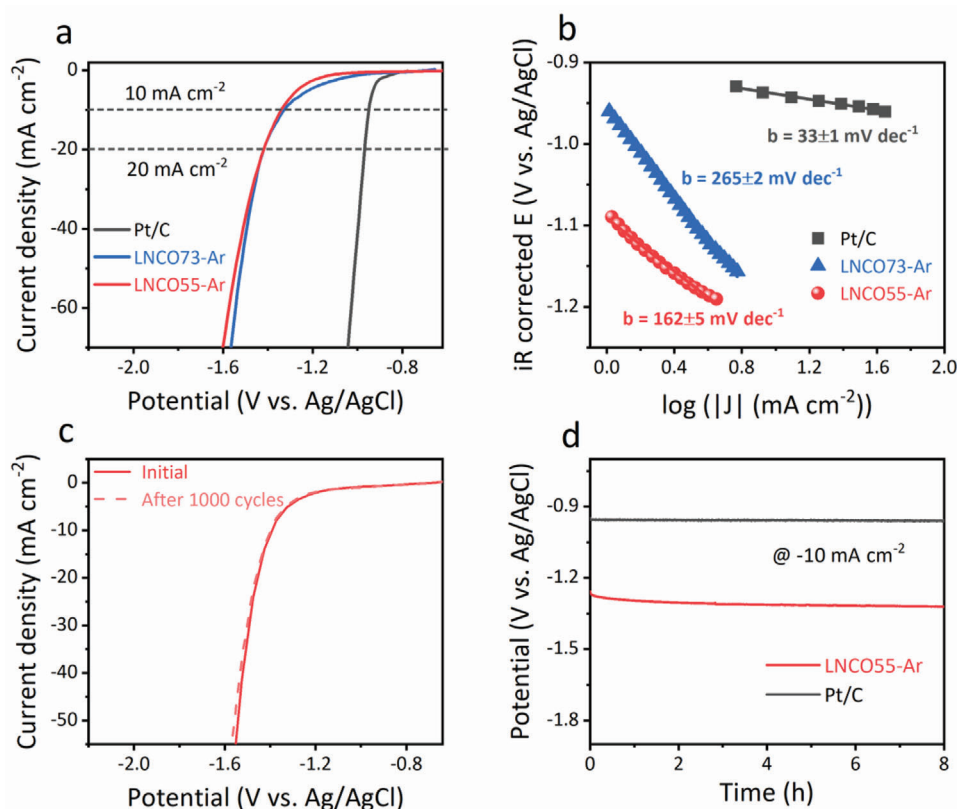 a
0
-20
-40
-60
Current density (mA cm⁻²)
10 mA cm⁻²
20 mA cm⁻²
Pt/C
LNCO73-Ar
LNCO55-Ar
-2.0
-1.6
-1.2
-0.8
Potential (V vs. Ag/AgCl)
b
-0.9
-1.0
-1.1
-1.2
iR corrected E (V vs. Ag/AgCl)
b = 33±1 mV dec⁻¹
b = 265±2 mV dec⁻¹
Pt/C
LNCO73-Ar
LNCO55-Ar
b = 162±5 mV dec⁻¹
0.0
0.4
0.8
1.2
1.6
2.0
log (|J| (mA cm⁻²))
c
0
-10
-20
-30
-40
-50
Current density (mA cm⁻²)
Initial
After 1000 cycles
-2.0
-1.6
-1.2
-0.8
Potential (V vs. Ag/AgCl)
d
-0.9
-1.2
-1.5
-1.8
Potential (V vs. Ag/AgCl)
@ -10 mA cm⁻²
LNCO55-Ar
Pt/C
0
2
4
6
8
Time (h)